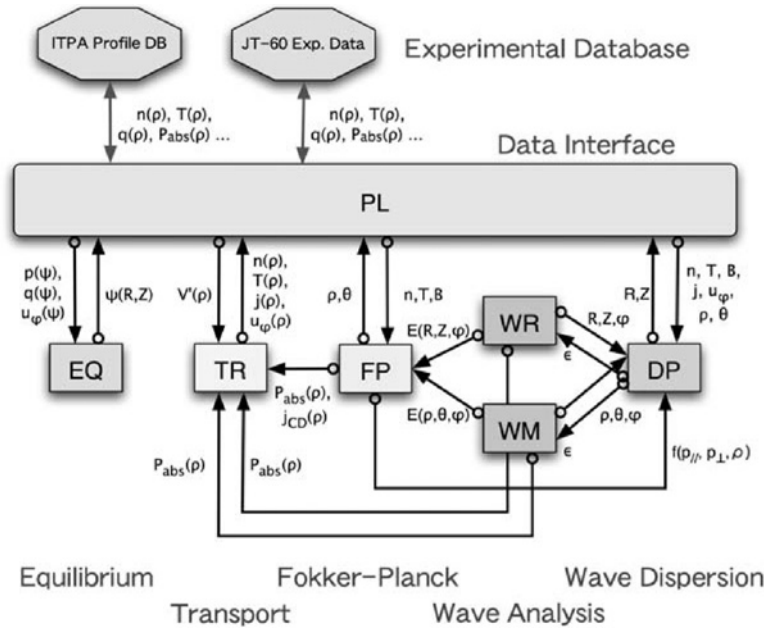 ITPA Profile DB
JT-60 Exp. Data
Experimental Database
n(ρ), T(ρ),
q(ρ), Pabs(ρ) ...
n(ρ), T(ρ),
q(ρ), Pabs(ρ) ...
Data Interface
PL
p(ψ),
q(ψ),
uφ(ψ)
ψ(R,Z)
V'(ρ)
n(ρ),
T(ρ),
j(ρ),
uφ(ρ)
ρ,θ
n,T,B
R,Z
n, T, B,
j, uφ,
ρ, θ
E(R,Z,φ)
WR
R,Z,φ
ϵ
EQ
TR
FP
DP
Pabs(ρ),
jCD(ρ)
E(ρ,θ,φ)
WM
ρ,θ,φ
ϵ
Pabs(ρ)
Pabs(ρ)
f(p//, p⊥, ρ)
Equilibrium
Fokker-Planck
Wave Dispersion
Transport
Wave Analysis